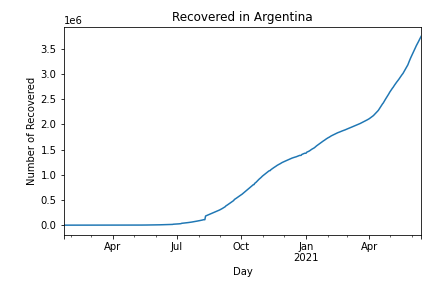 Recovered in Argentina
1e6
3.5
3.0
2.5
2.0
1.5
1.0
0.5
0.0
Number of Recovered
Apr
Jul
Oct
Jan
2021
Apr
Day